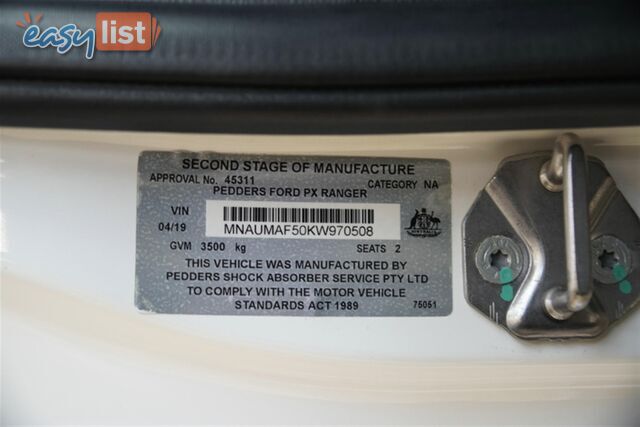 easy list
SECOND STAGE OF MANUFACTURE
APPROVAL No. 45311 CATEGORY NA
PEDDERS FORD PX RANGER
VIN MNAUMAF50KW970508
04/19
AUSTRALIA
GVM 3500 kg SEATS 2
THIS VEHICLE WAS MANUFACTURED BY
PEDDERS SHOCK ABSORBER SERVICE PTY LTD
TO COMPLY WITH THE MOTOR VEHICLE
STANDARDS ACT 1989 75051